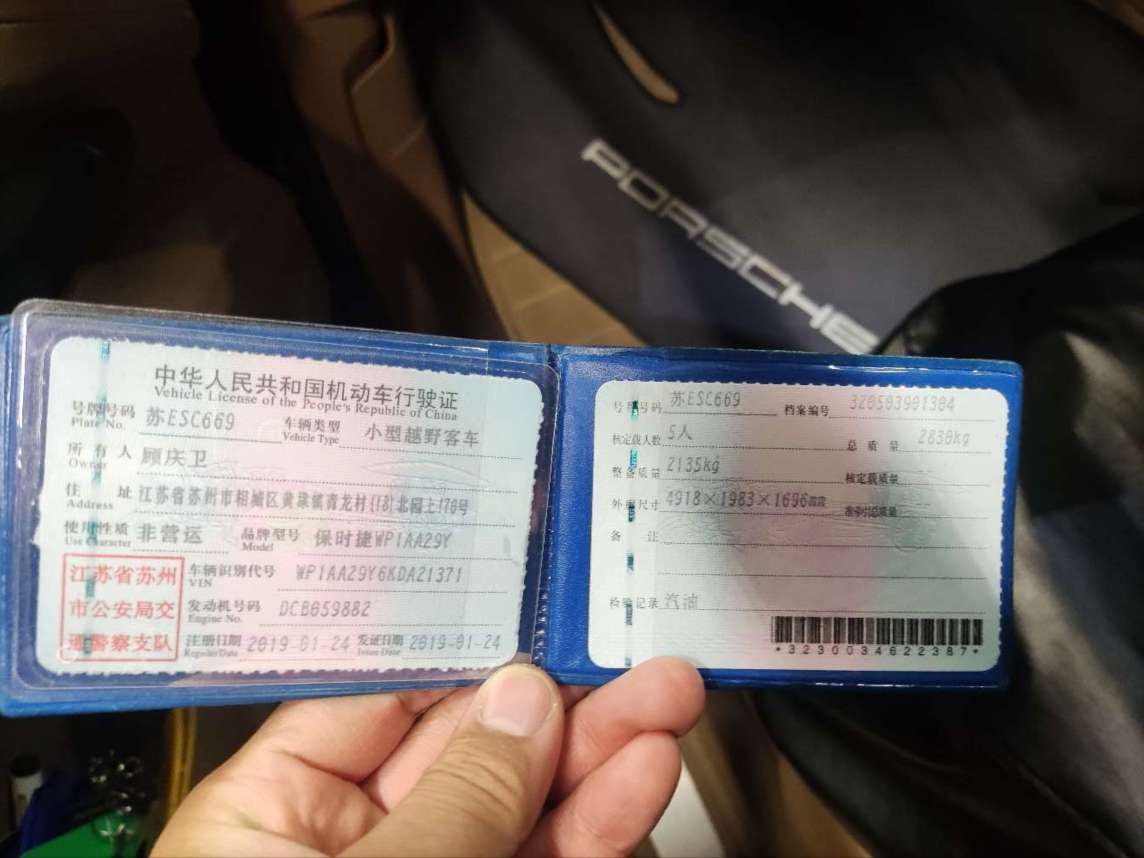 PORSCHE
中华人民共和国机动车行驶证
Vehicle License of the People's Republic of China
号牌号码 苏ESC669 车辆类型 小型越野客车
Plate No. Vehicle Type
所有人 顾庆卫
Owner
住址 江苏省苏州市相城区黄埭镇青龙村(18)北园上178号
Address
使用性质 非营运 品牌型号 保时捷WP1AA29Y
Use Character Model
江苏省苏州
市公安局交
通警察支队
车辆识别代号 WP1AA29Y6KDA21371
VIN
发动机号码 DCB059882
Engine No.
注册日期 2019-01-24 发证日期 2019-01-24
Register Date Issue Date
号牌号码 苏ESC669 档案编号 320503901304
核定载人数 5人 总质量 2830kg
整备质量 2135kg 核定载质量
外廓尺寸 4918×1983×1696mm 准牵引总质量
备注
检验记录 汽油
*3230034622387*